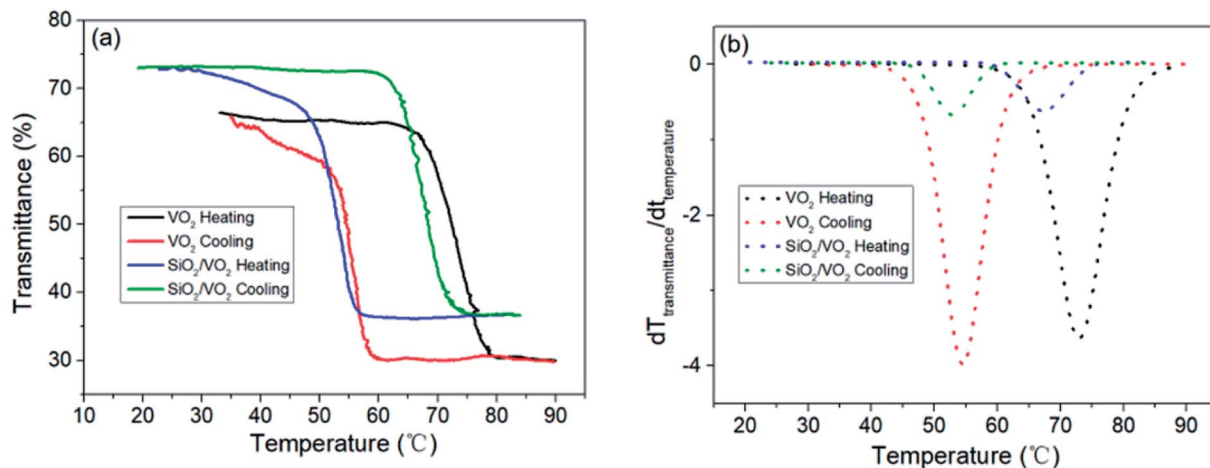 (a)
80
70
60
50
40
30
Transmittance (%)
VO₂ Heating
VO₂ Cooling
SiO₂/VO₂ Heating
SiO₂/VO₂ Cooling
10 20 30 40 50 60 70 80 90
Temperature (℃)
(b)
0
-2
-4
dT_transmittance/dt_temperature
VO₂ Heating
VO₂ Cooling
SiO₂/VO₂ Heating
SiO₂/VO₂ Cooling
20 30 40 50 60 70 80 90
Temperature (℃)